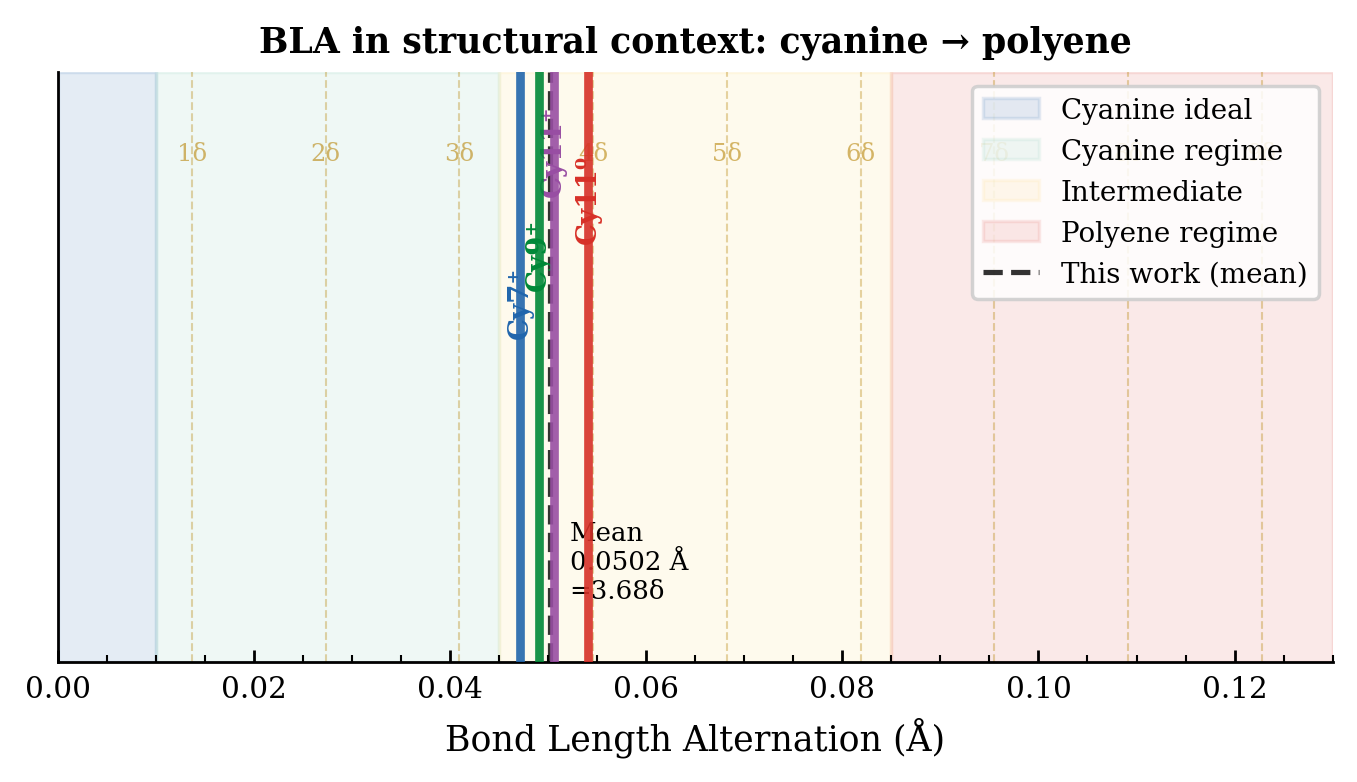 BLA in structural context: cyanine → polyene
1δ
2δ
3δ
4δ
5δ
6δ
7δ
Cy7⁺
Cy9⁺
Cy11⁺
Cy11⁰
Cyanine ideal
Cyanine regime
Intermediate
Polyene regime
This work (mean)
Mean
0.0502 Å
=3.68δ
0.00
0.02
0.04
0.06
0.08
0.10
0.12
Bond Length Alternation (Å)